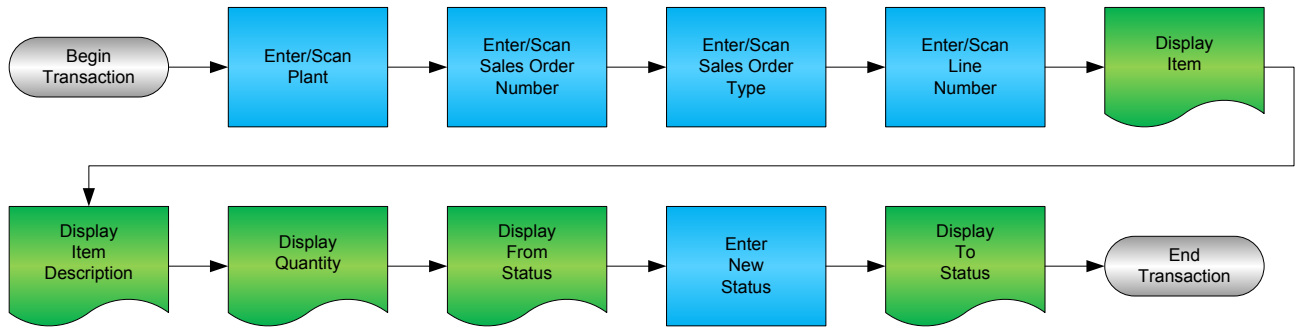 Begin
Transaction
Enter/Scan
Plant
Enter/Scan
Sales Order
Number
Enter/Scan
Sales Order
Type
Enter/Scan
Line
Number
Display
Item
Display
Item
Description
Display
Quantity
Display
From
Status
Enter
New
Status
Display
To
Status
End
Transaction